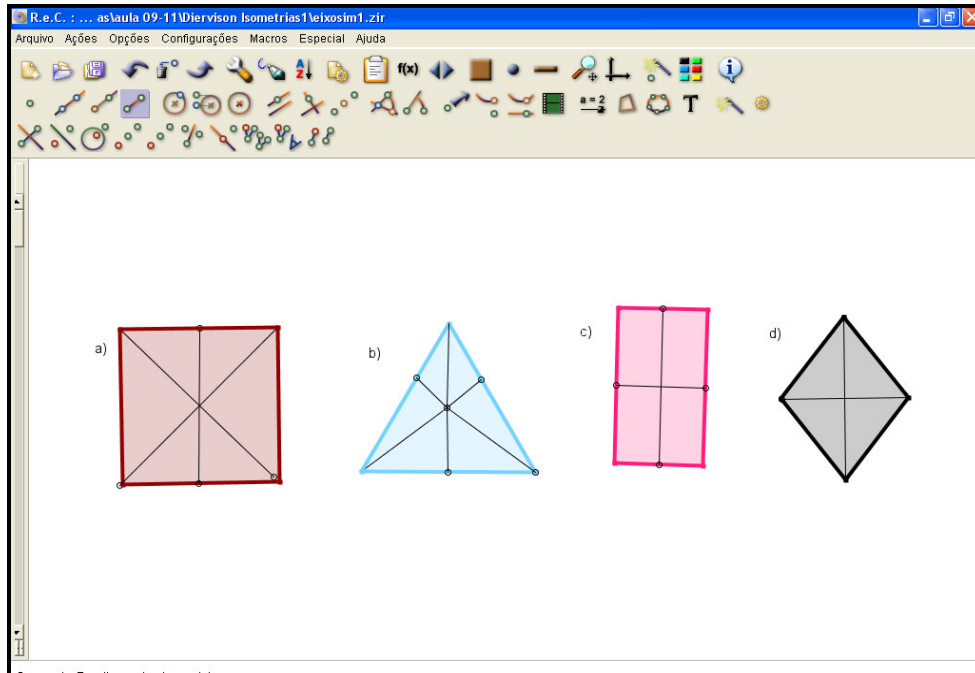 R.e.C. : ... as\aula 09-11\Diervison Isometrias1\eixosim1.zir
Arquivo Ações Opções Configurações Macros Especial Ajuda
A
Z
f(x)
a = 2
T
a)
b)
c)
d)